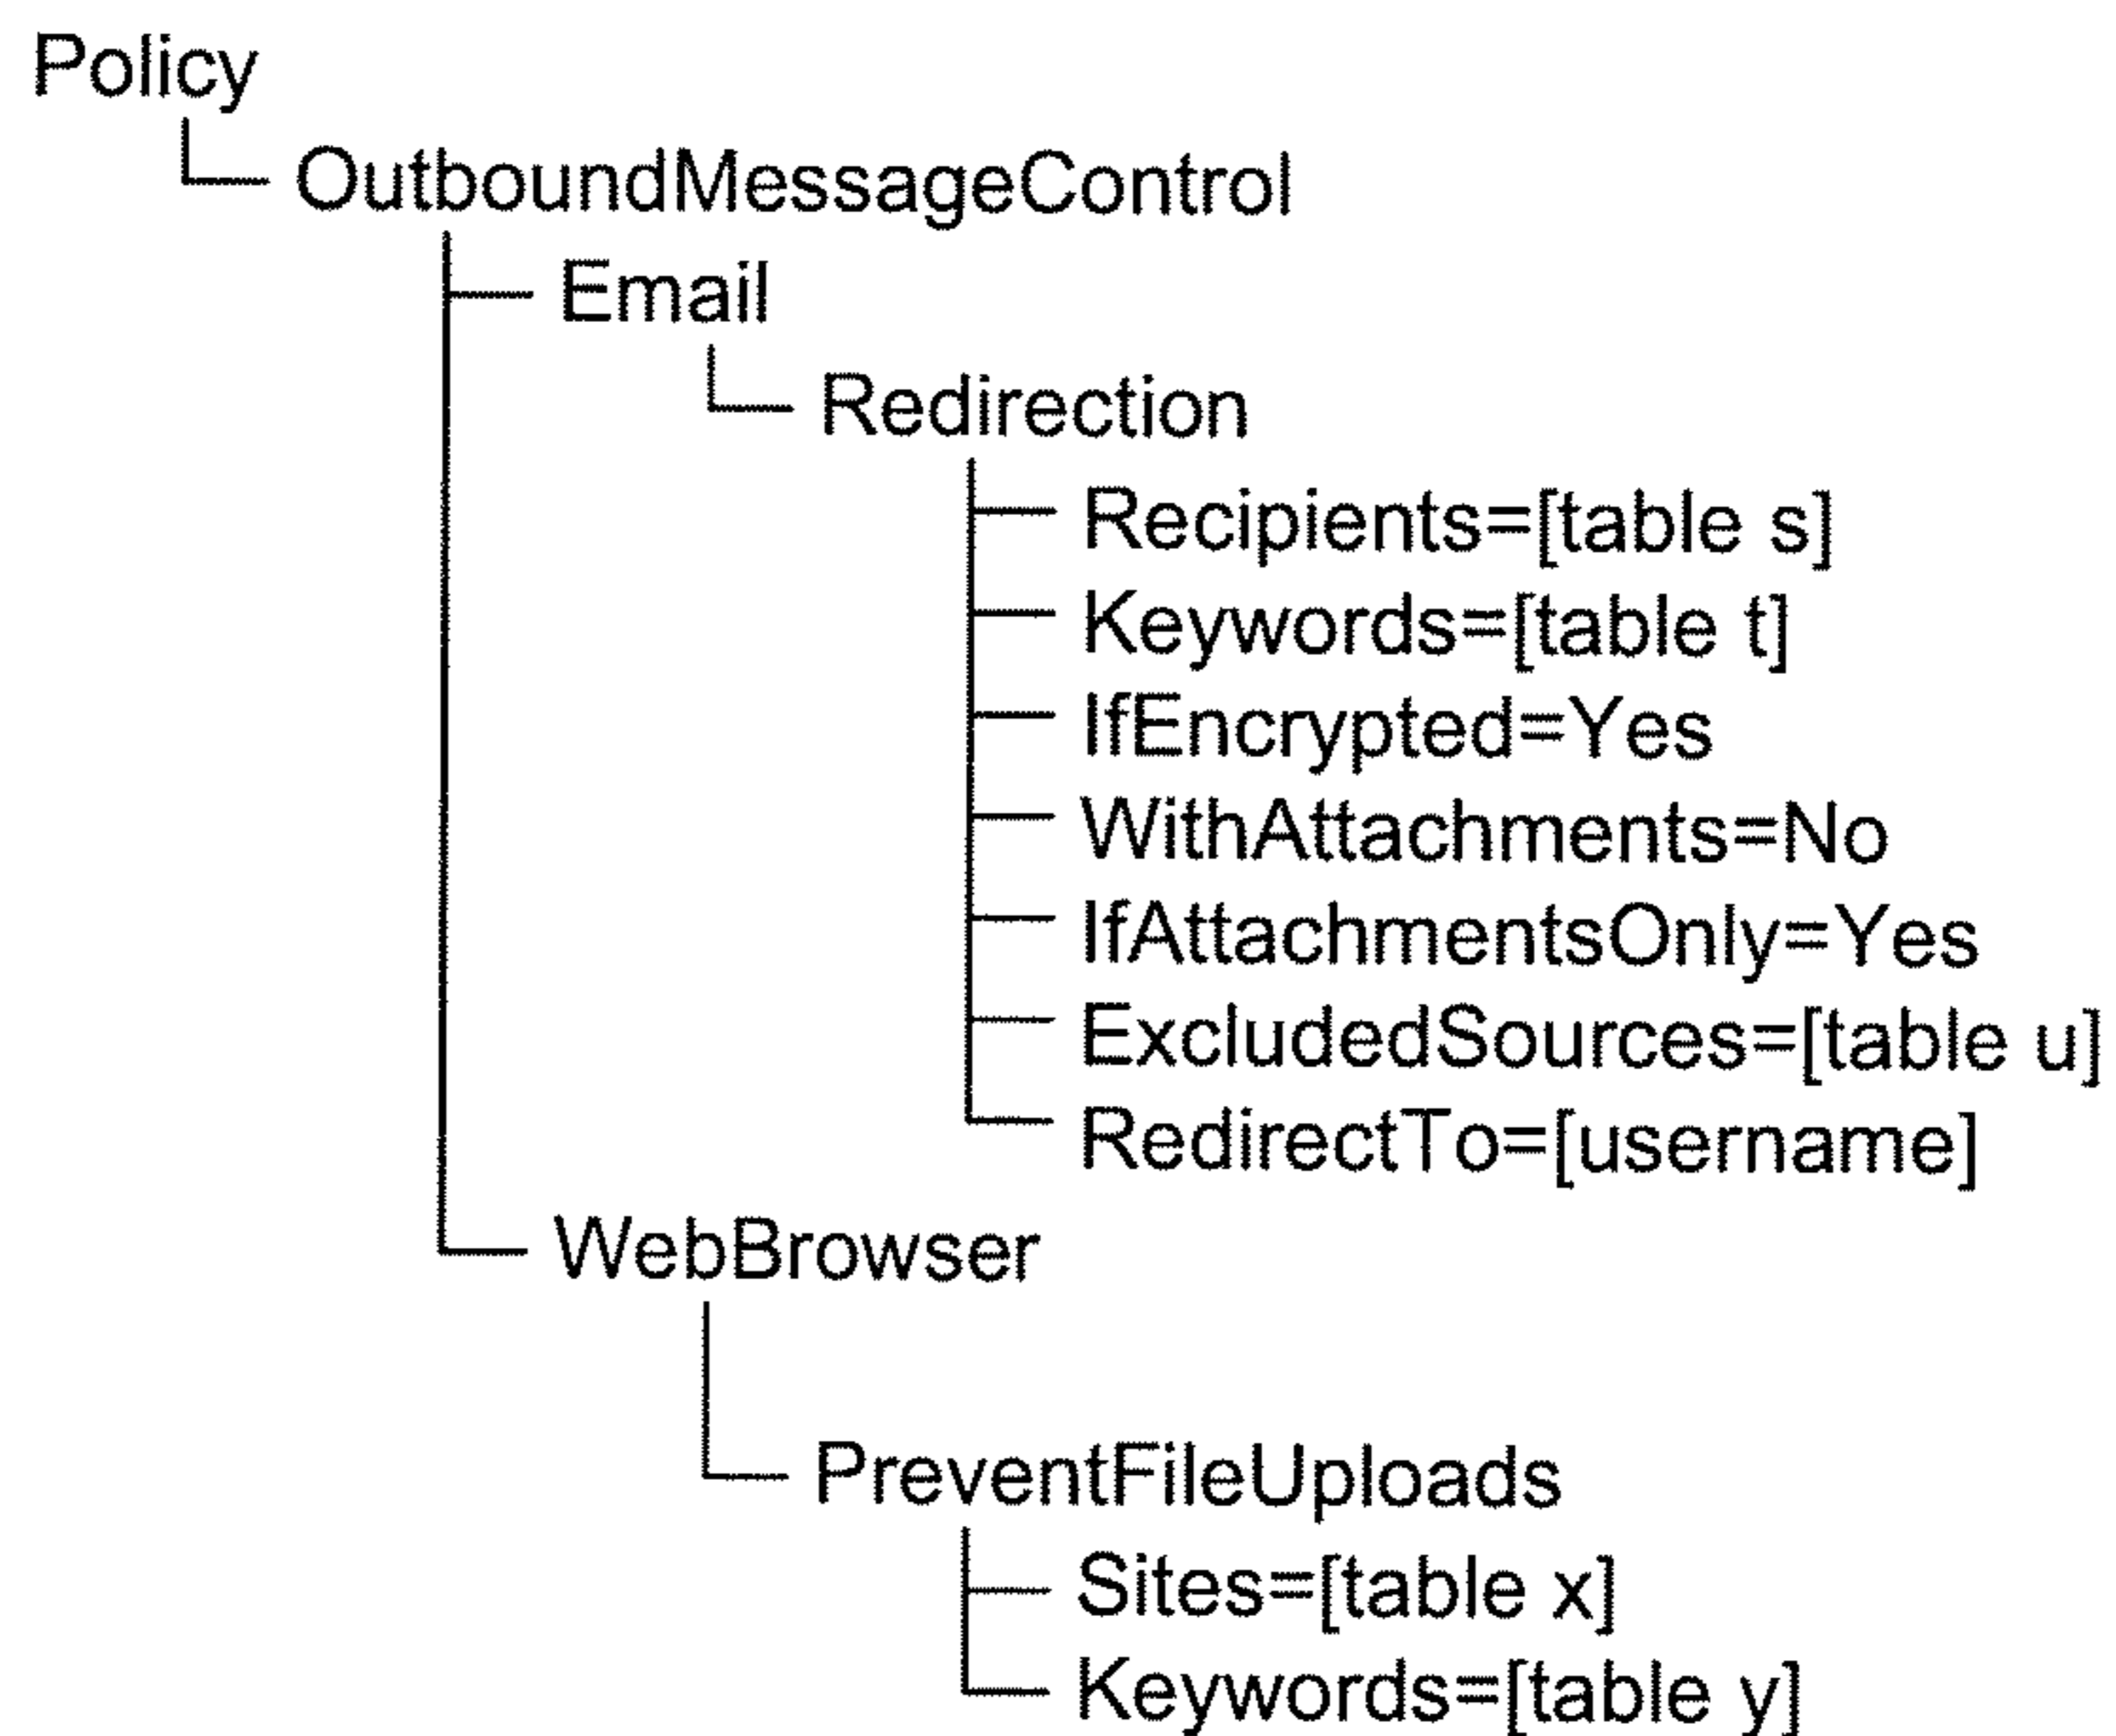 Policy
OutboundMessageControl
Email
Redirection
Recipients=[table s]
Keywords=[table t]
IfEncrypted=Yes
WithAttachments=No
IfAttachmentsOnly=Yes
ExcludedSources=[table u]
RedirectTo=[username]
WebBrowser
PreventFileUploads
Sites=[table x]
Keywords=[table y]